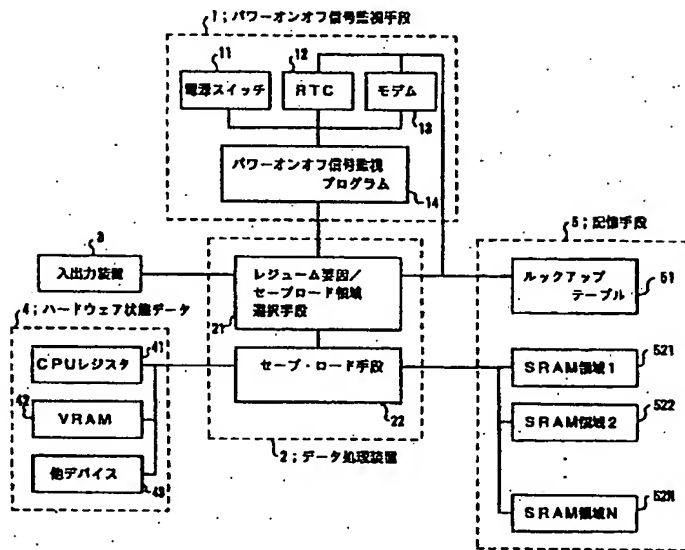 1；パワーオンオフ信号監視手段
11
12
電源スイッチ
RTC
モデム
13
パワーオンオフ信号監視
プログラム
14
3
5；記憶手段
入出力装置
レジューム要因／
セーブロード領域
選択手段
21
ルックアップ
テーブル
51
4；ハードウェア状態データ
41
CPUレジスタ
セーブ・ロード手段
22
SRAM領域1
521
42
VRAM
SRAM領域2
522
他デバイス
43
2；データ処理装置
SRAM領域N
52N